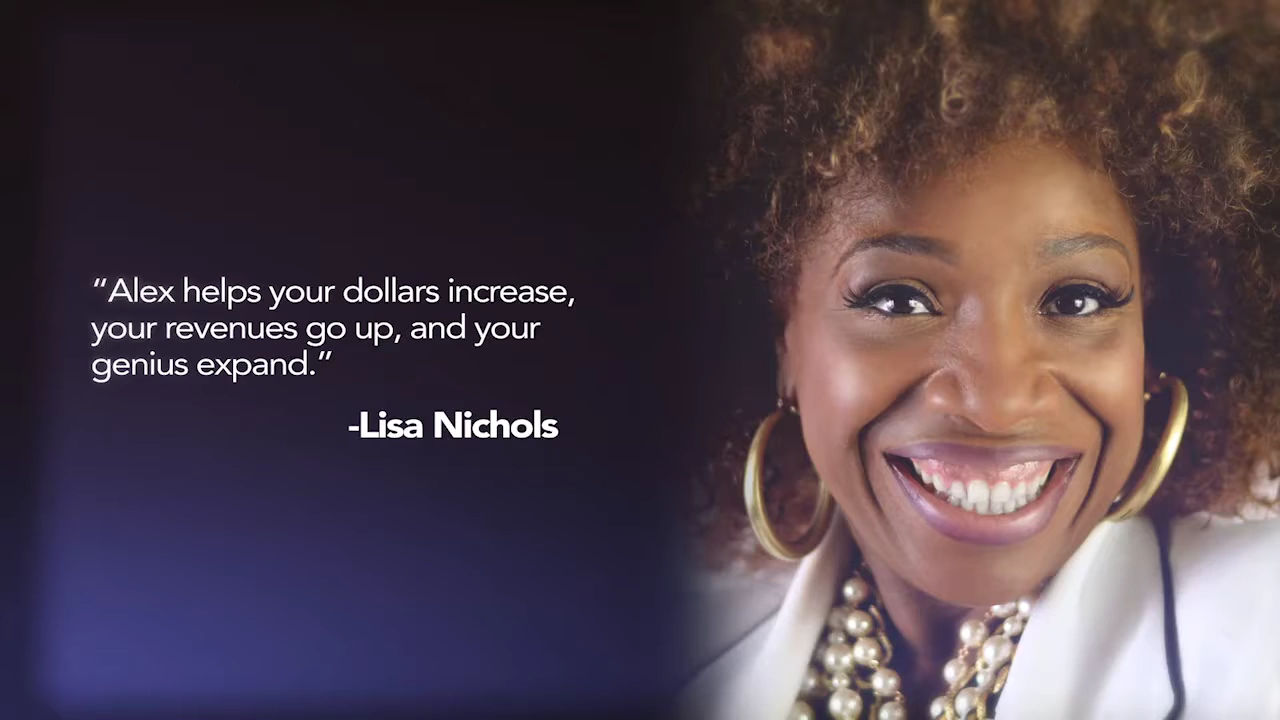 “Alex helps your dollars increase,
your revenues go up, and your
genius expand.”
-Lisa Nichols